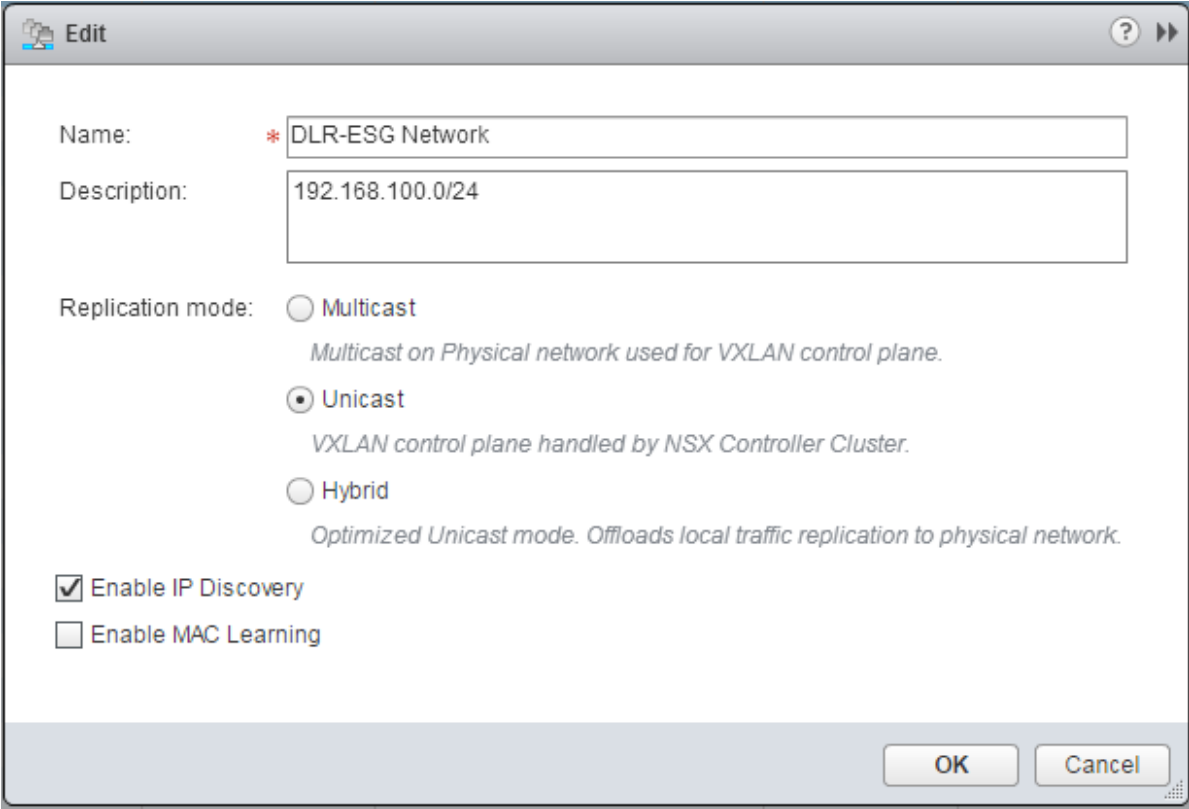 Edit
?
Name: * DLR-ESG Network
Description: 192.168.100.0/24
Replication mode: Multicast
Multicast on Physical network used for VXLAN control plane.
Unicast
VXLAN control plane handled by NSX Controller Cluster.
Hybrid
Optimized Unicast mode. Offloads local traffic replication to physical network.
Enable IP Discovery
Enable MAC Learning
OK Cancel